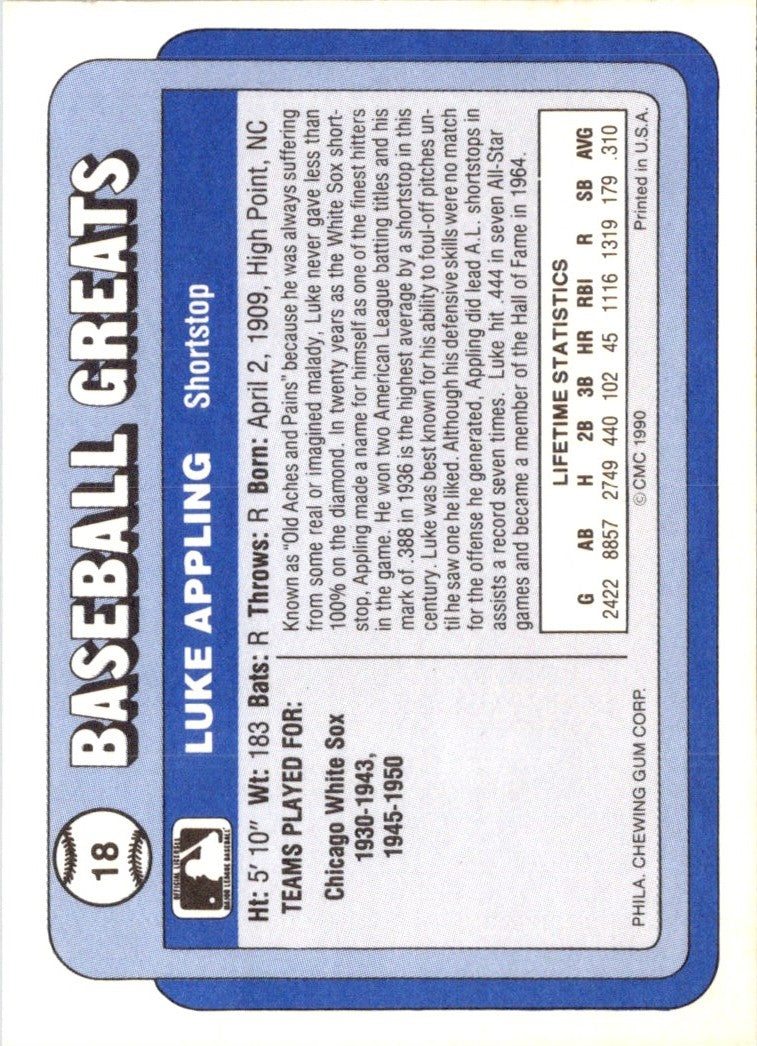 18
BASEBALL GREATS
LUKE APPLING Shortstop
OFFICIAL LICENSEE
MAJOR LEAGUE BASEBALL
Ht: 5' 10" Wt: 183 Bats: R Throws: R Born: April 2, 1909, High Point, NC
TEAMS PLAYED FOR:
Chicago White Sox
1930-1943,
1945-1950
Known as "Old Aches and Pains" because he was always suffering
from some real or imagined malady, Luke never gave less than
100% on the diamond. In twenty years as the White Sox short-
stop, Appling made a name for himself as one of the finest hitters
in the game. He won two American League batting titles and his
mark of .388 in 1936 is the highest average by a shortstop in this
century. Luke was best known for his ability to foul-off pitches un-
til he saw one he liked. Although his defensive skills were no match
for the offense he generated, Appling did lead A.L. shortstops in
assists a record seven times. Luke hit .444 in seven All-Star
games and became a member of the Hall of Fame in 1964.
LIFETIME STATISTICS
G AB H 2B 3B HR RBI R SB AVG
2422 8857 2749 440 102 45 1116 1319 179 .310
PHILA. CHEWING GUM CORP. © CMC 1990 Printed in U.S.A.